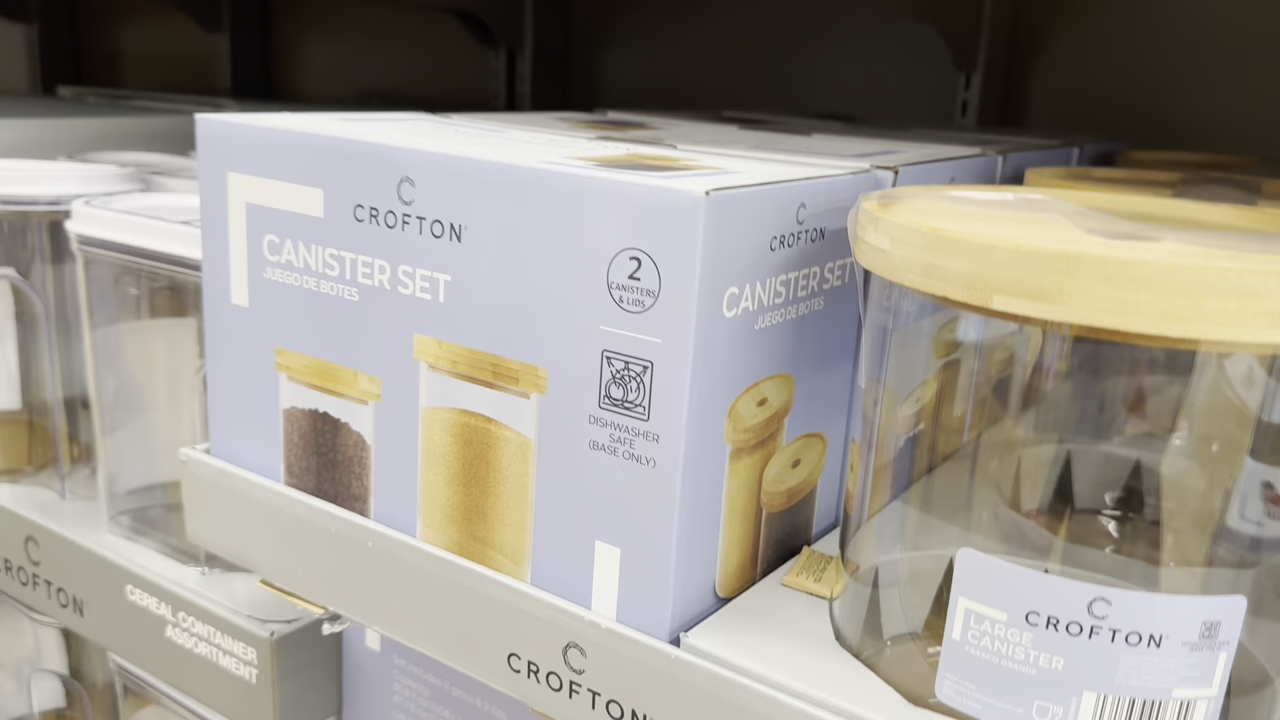 CROFTON
CANISTER SET
JUEGO DE BOTES
2
CANISTERS
& LIDS
DISHWASHER
SAFE
(BASE ONLY)
CROFTON
CANISTER SET
JUEGO DE BOTES
CROFTON
CEREAL CONTAINER
ASSORTMENT
CROFTON
CROFTON
LARGE
CANISTER
FRASCO GRANDE